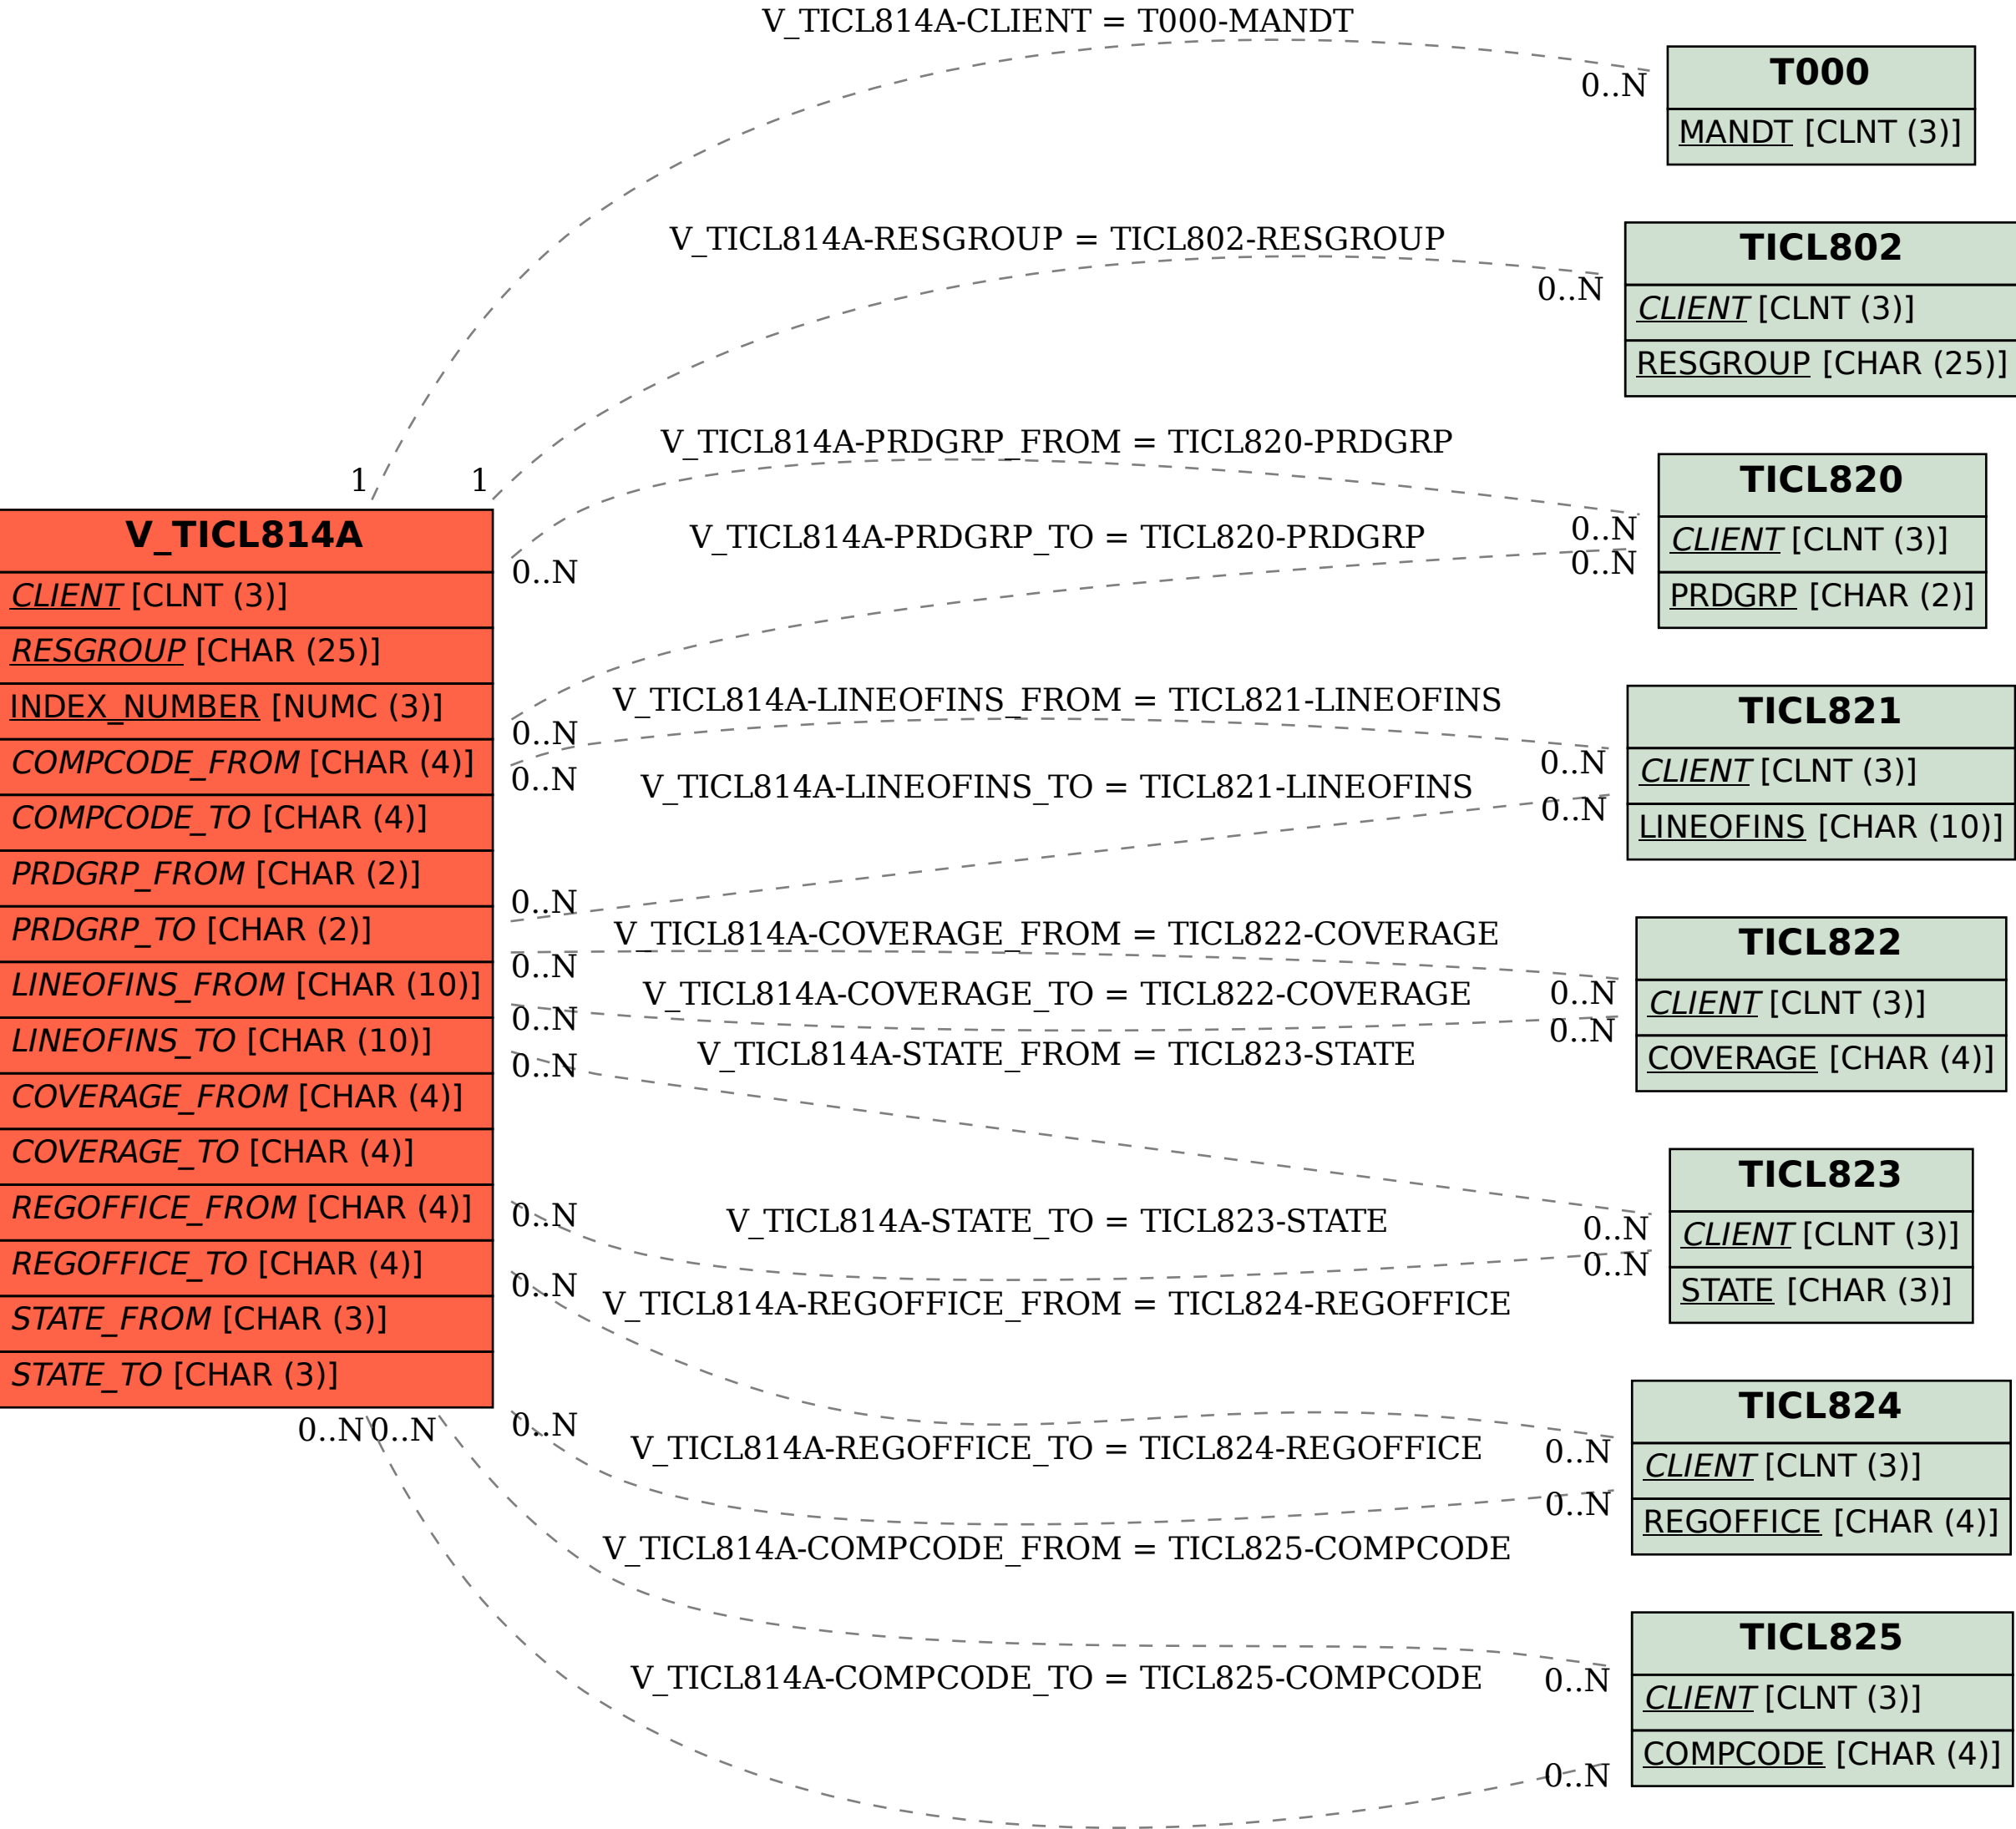 V_TICL814A-CLIENT = T000-MANDT
0..N
T000
MANDT [CLNT (3)]
V_TICL814A-RESGROUP = TICL802-RESGROUP
0..N
TICL802
CLIENT [CLNT (3)]
RESGROUP [CHAR (25)]
V_TICL814A-PRDGRP_FROM = TICL820-PRDGRP
1
1
V_TICL814A-PRDGRP_TO = TICL820-PRDGRP
0..N
0..N
0..N
TICL820
CLIENT [CLNT (3)]
PRDGRP [CHAR (2)]
V_TICL814A
CLIENT [CLNT (3)]
RESGROUP [CHAR (25)]
INDEX_NUMBER [NUMC (3)]
COMPCODE_FROM [CHAR (4)]
COMPCODE_TO [CHAR (4)]
PRDGRP_FROM [CHAR (2)]
PRDGRP_TO [CHAR (2)]
LINEOFINS_FROM [CHAR (10)]
LINEOFINS_TO [CHAR (10)]
COVERAGE_FROM [CHAR (4)]
COVERAGE_TO [CHAR (4)]
REGOFFICE_FROM [CHAR (4)]
REGOFFICE_TO [CHAR (4)]
STATE_FROM [CHAR (3)]
STATE_TO [CHAR (3)]
V_TICL814A-LINEOFINS_FROM = TICL821-LINEOFINS
0..N
0..N
0..N
V_TICL814A-LINEOFINS_TO = TICL821-LINEOFINS
0..N
0..N
TICL821
CLIENT [CLNT (3)]
LINEOFINS [CHAR (10)]
V_TICL814A-COVERAGE_FROM = TICL822-COVERAGE
0..N
0..N
V_TICL814A-COVERAGE_TO = TICL822-COVERAGE
0..N
0..N
TICL822
CLIENT [CLNT (3)]
COVERAGE [CHAR (4)]
V_TICL814A-STATE_FROM = TICL823-STATE
0..N
0..N
V_TICL814A-STATE_TO = TICL823-STATE
0..N
0..N
TICL823
CLIENT [CLNT (3)]
STATE [CHAR (3)]
V_TICL814A-REGOFFICE_FROM = TICL824-REGOFFICE
0..N
0..N
V_TICL814A-REGOFFICE_TO = TICL824-REGOFFICE
0..N
0..N
TICL824
CLIENT [CLNT (3)]
REGOFFICE [CHAR (4)]
0..N
0..N
V_TICL814A-COMPCODE_FROM = TICL825-COMPCODE
0..N
V_TICL814A-COMPCODE_TO = TICL825-COMPCODE
0..N
TICL825
CLIENT [CLNT (3)]
COMPCODE [CHAR (4)]